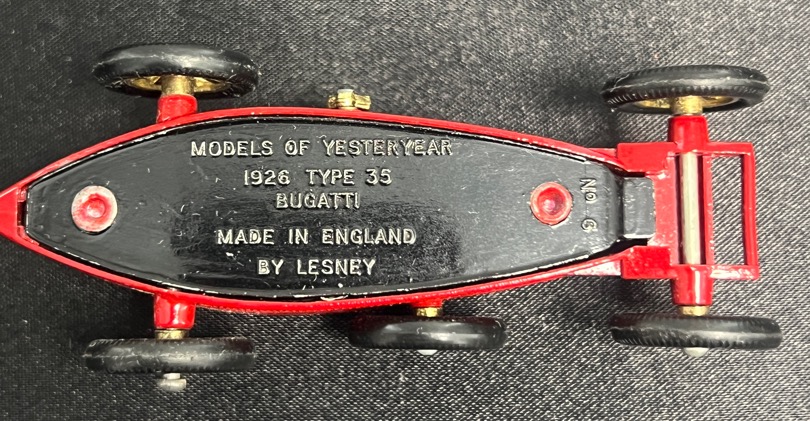 MODELS OF YESTERYEAR
1926 TYPE 35
BUGATTI
MADE IN ENGLAND
BY LESNEY
No 6